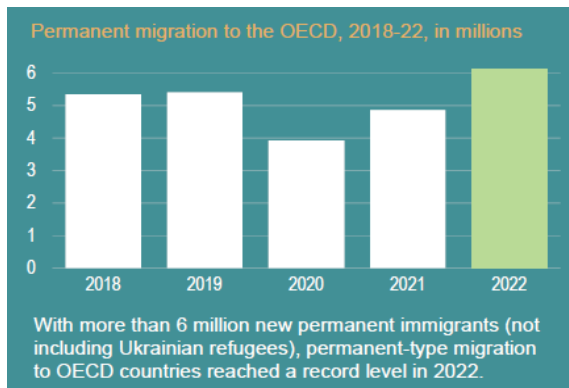 Permanent migration to the OECD, 2018-22, in millions
6
5
4
3
2
1
0
2018 2019 2020 2021 2022
With more than 6 million new permanent immigrants (not
including Ukrainian refugees), permanent-type migration
to OECD countries reached a record level in 2022.